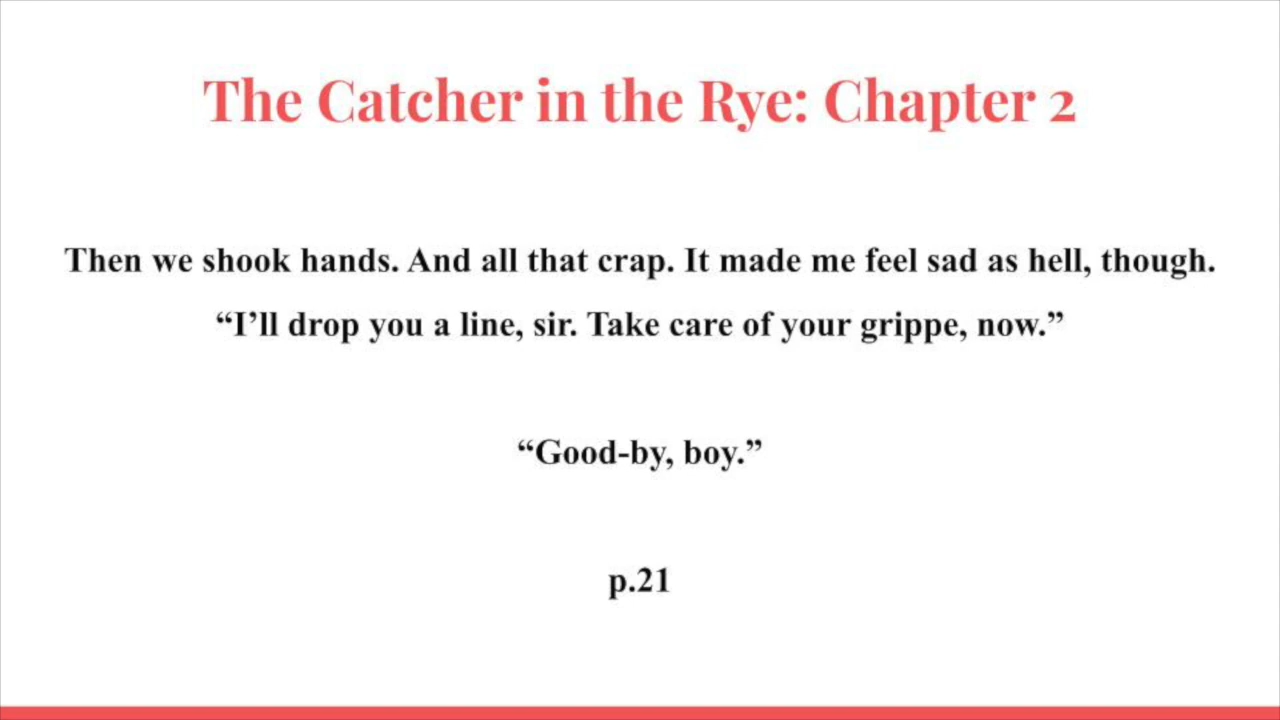 The Catcher in the Rye: Chapter 2
Then we shook hands. And all that crap. It made me feel sad as hell, though.
“I’ll drop you a line, sir. Take care of your grippe, now.”
“Good-by, boy.”
p.21